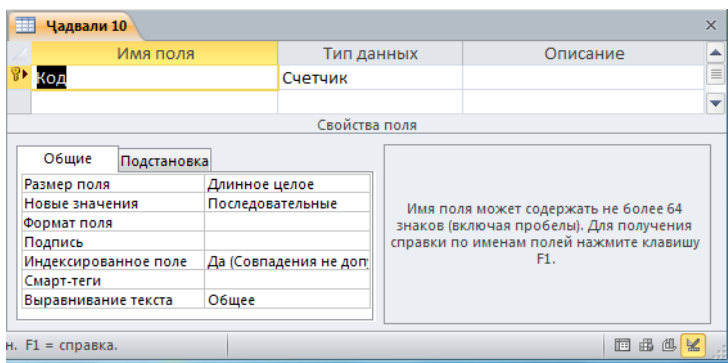 Ҷадвали 10
Имя поля Тип данных Описание
Код Счетчик
Свойства поля
Общие Подстановка
Размер поля Длинное целое
Новые значения Последовательные
Формат поля
Подпись
Индексированное поле Да (Совпадения не доп
Смарт-теги
Выравнивание текста Общее
Имя поля может содержать не более 64
знаков (включая пробелы). Для получения
справки по именам полей нажмите клавишу
F1.
н. F1 = справка.